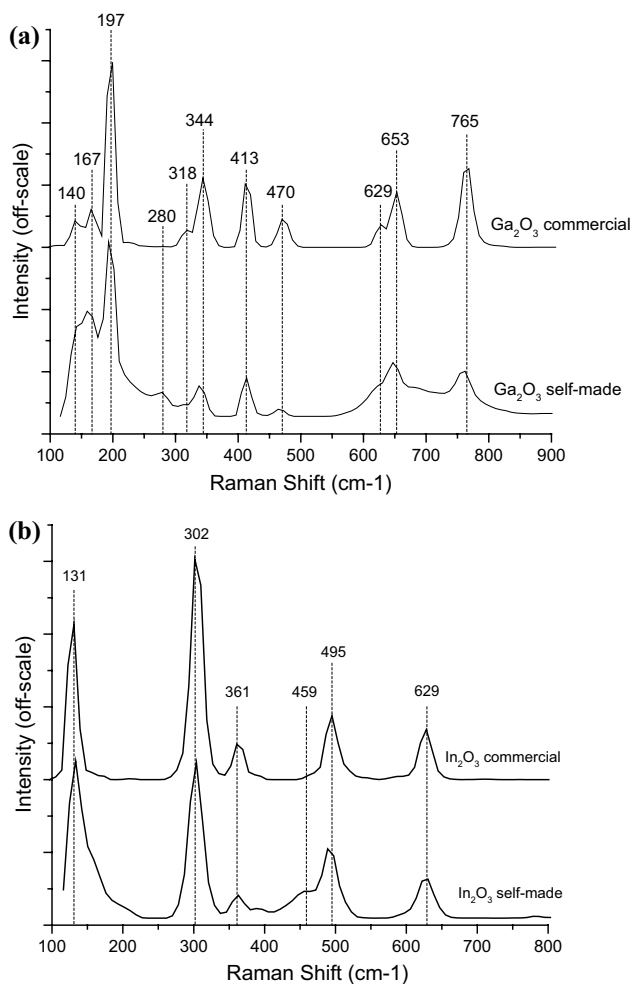 (a)
197
344
167
653
765
318
413
140
470
629
280
Intensity (off-scale)
Ga₂O₃ commercial
Ga₂O₃ self-made
100 200 300 400 500 600 700 800 900
Raman Shift (cm-1)
(b)
302
131
495
361
459
629
Intensity (off-scale)
In₂O₃ commercial
In₂O₃ self-made
100 200 300 400 500 600 700 800
Raman Shift (cm-1)